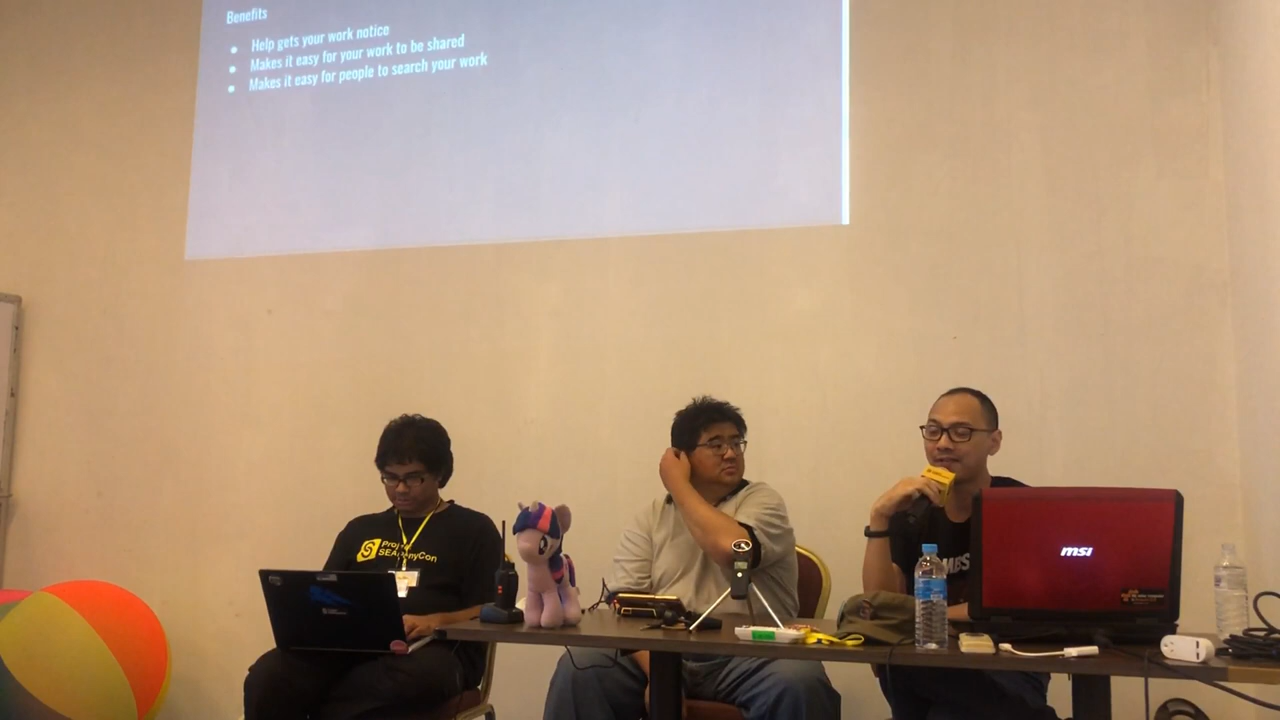 Benefits
● Help gets your work notice
● Makes it easy for your work to be shared
● Makes it easy for people to search your work
S
msi